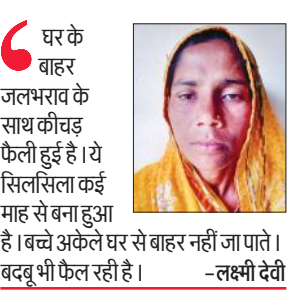 घर के
बाहर
जलभराव के
साथ कीचड़
फैली हुई है । ये
सिलसिला कई
माह से बना हुआ
है । बच्चे अकेले घर से बाहर नहीं जा पाते ।
बदबू भी फैल रही है । -लक्ष्मी देवी